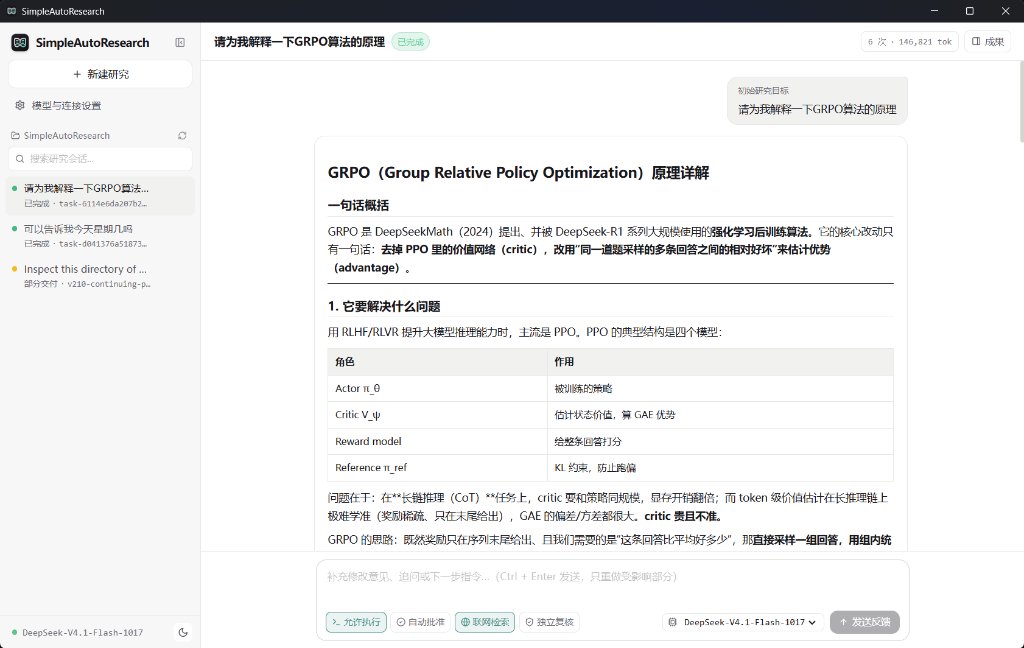 SimpleAutoResearch
SimpleAutoResearch
+ 新建研究
模型与连接设置
SimpleAutoResearch
搜索研究会话...
请为我解释一下GRPO算法...
已完成 · task-6114e6da207b2…
可以告诉我今天星期几吗
已完成 · task-d041376a51873…
Inspect this directory of ...
部分交付 · v210-continuing-p…
DeepSeek-V4.1-Flash-1017
请为我解释一下GRPO算法的原理 已完成
6 次 · 146,821 tok 成果
初始研究目标
请为我解释一下GRPO算法的原理
GRPO（Group Relative Policy Optimization）原理详解
一句话概括
GRPO 是 DeepSeekMath（2024）提出、并被 DeepSeek-R1 系列大规模使用的强化学习后训练算法。它的核心改动只
有一句话：去掉 PPO 里的价值网络（critic），改用"同一道题采样的多条回答之间的相对好坏"来估计优势
（advantage）。
1. 它要解决什么问题
用 RLHF/RLVR 提升大模型推理能力时，主流是 PPO。PPO 的典型结构是四个模型：
角色 作用
Actor π_θ 被训练的策略
Critic V_ψ 估计状态价值，算 GAE 优势
Reward model 给整条回答打分
Reference π_ref KL 约束，防止跑偏
问题在于：在**长链推理（CoT）**任务上，critic 要和策略同规模，显存开销翻倍；而 token 级价值估计在长推理链上
极难学准（奖励稀疏、只在末尾给出），GAE 的偏差/方差都很大。critic 贵且不准。
GRPO 的思路：既然奖励只在序列末尾给出、且我们需要的是"这条回答比平均好多少"，那直接采样一组回答，用组内统
补充修改意见、追问或下一步指令...（Ctrl + Enter 发送，只重做受影响部分）
允许执行 自动批准 联网检索 独立复核 DeepSeek-V4.1-Flash-1017 ↑ 发送反馈